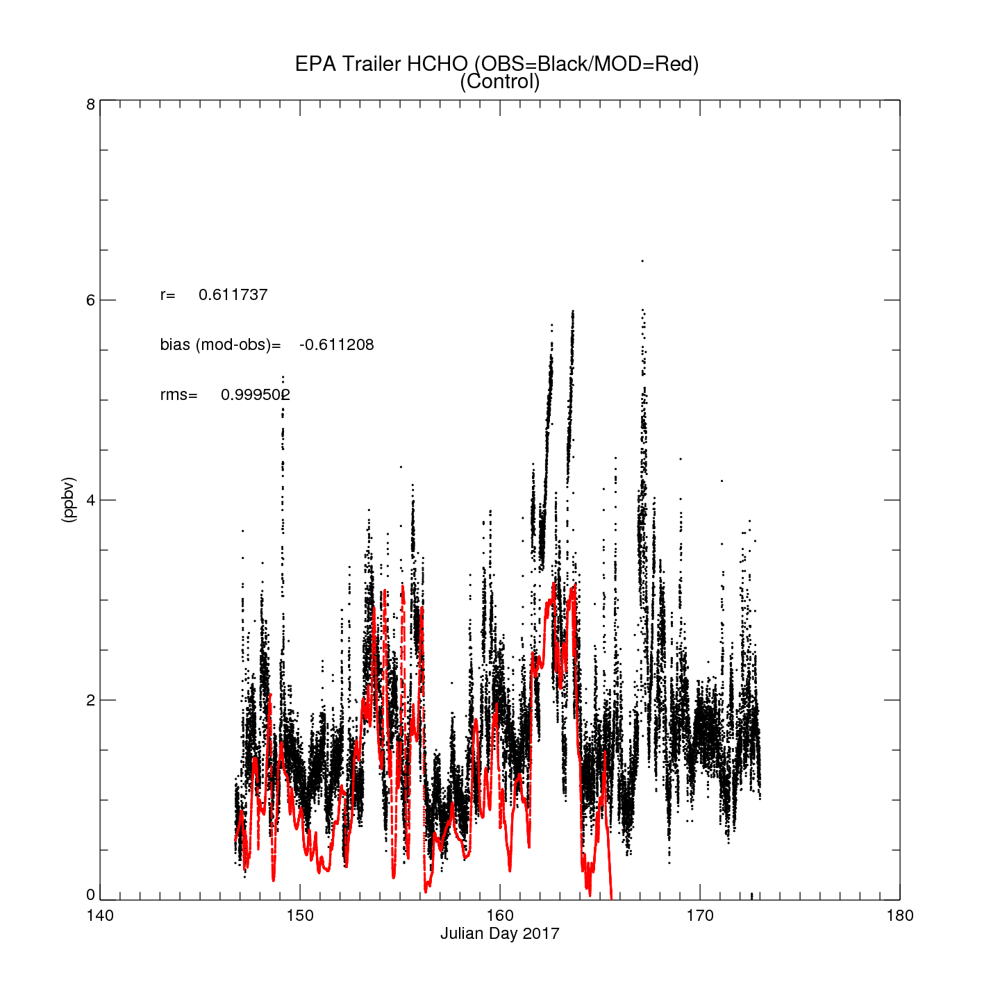 EPA Trailer HCHO (OBS=Black/MOD=Red)
(Control)
8
r= 0.611737
6
bias (mod-obs)= -0.611208
rms= 0.999502
4
(ppbv)
2
0
140 150 160 170 180
Julian Day 2017